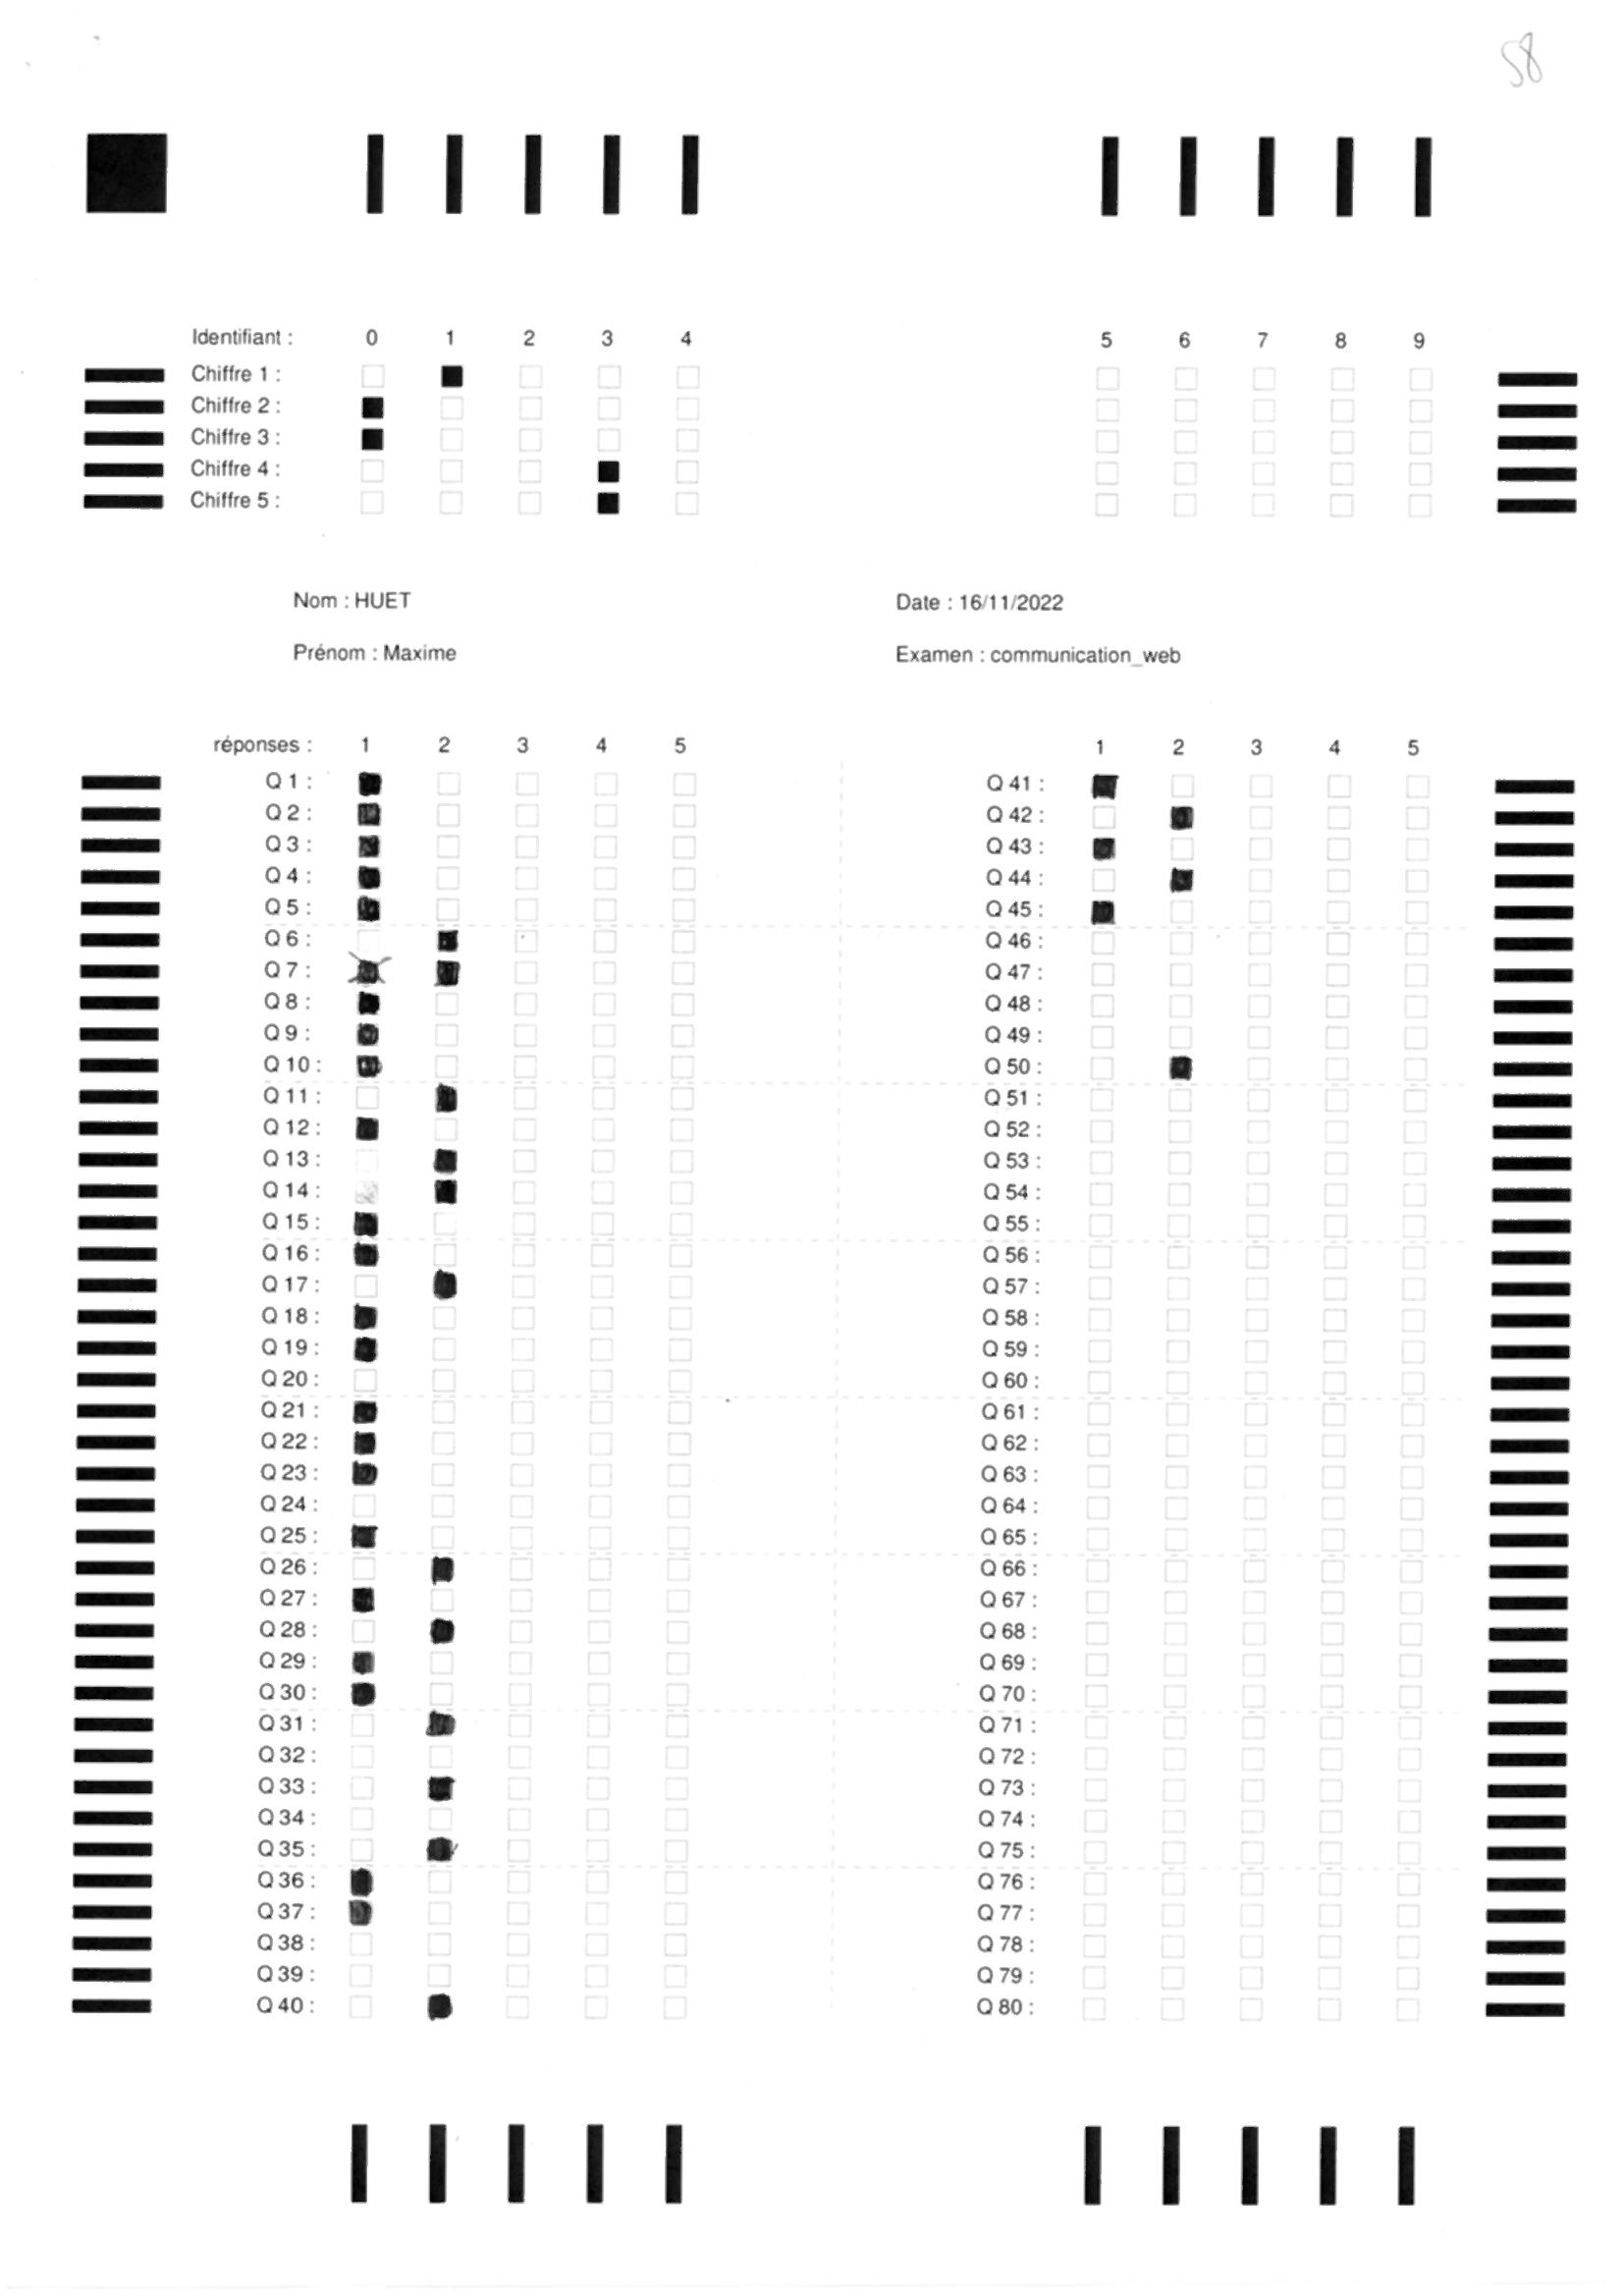 58
Identifiant : 0 1 2 3 4 5 6 7 8 9
Chiffre 1 :
Chiffre 2 :
Chiffre 3 :
Chiffre 4 :
Chiffre 5 :
Nom : HUET Date : 16/11/2022
Prénom : Maxime Examen : communication_web
réponses : 1 2 3 4 5 1 2 3 4 5
Q 1 : Q 41 :
Q 2 : Q 42 :
Q 3 : Q 43 :
Q 4 : Q 44 :
Q 5 : Q 45 :
Q 6 : Q 46 :
Q 7 : Q 47 :
Q 8 : Q 48 :
Q 9 : Q 49 :
Q 10 : Q 50 :
Q 11 : Q 51 :
Q 12 : Q 52 :
Q 13 : Q 53 :
Q 14 : Q 54 :
Q 15 : Q 55 :
Q 16 : Q 56 :
Q 17 : Q 57 :
Q 18 : Q 58 :
Q 19 : Q 59 :
Q 20 : Q 60 :
Q 21 : Q 61 :
Q 22 : Q 62 :
Q 23 : Q 63 :
Q 24 : Q 64 :
Q 25 : Q 65 :
Q 26 : Q 66 :
Q 27 : Q 67 :
Q 28 : Q 68 :
Q 29 : Q 69 :
Q 30 : Q 70 :
Q 31 : Q 71 :
Q 32 : Q 72 :
Q 33 : Q 73 :
Q 34 : Q 74 :
Q 35 : Q 75 :
Q 36 : Q 76 :
Q 37 : Q 77 :
Q 38 : Q 78 :
Q 39 : Q 79 :
Q 40 : Q 80 :